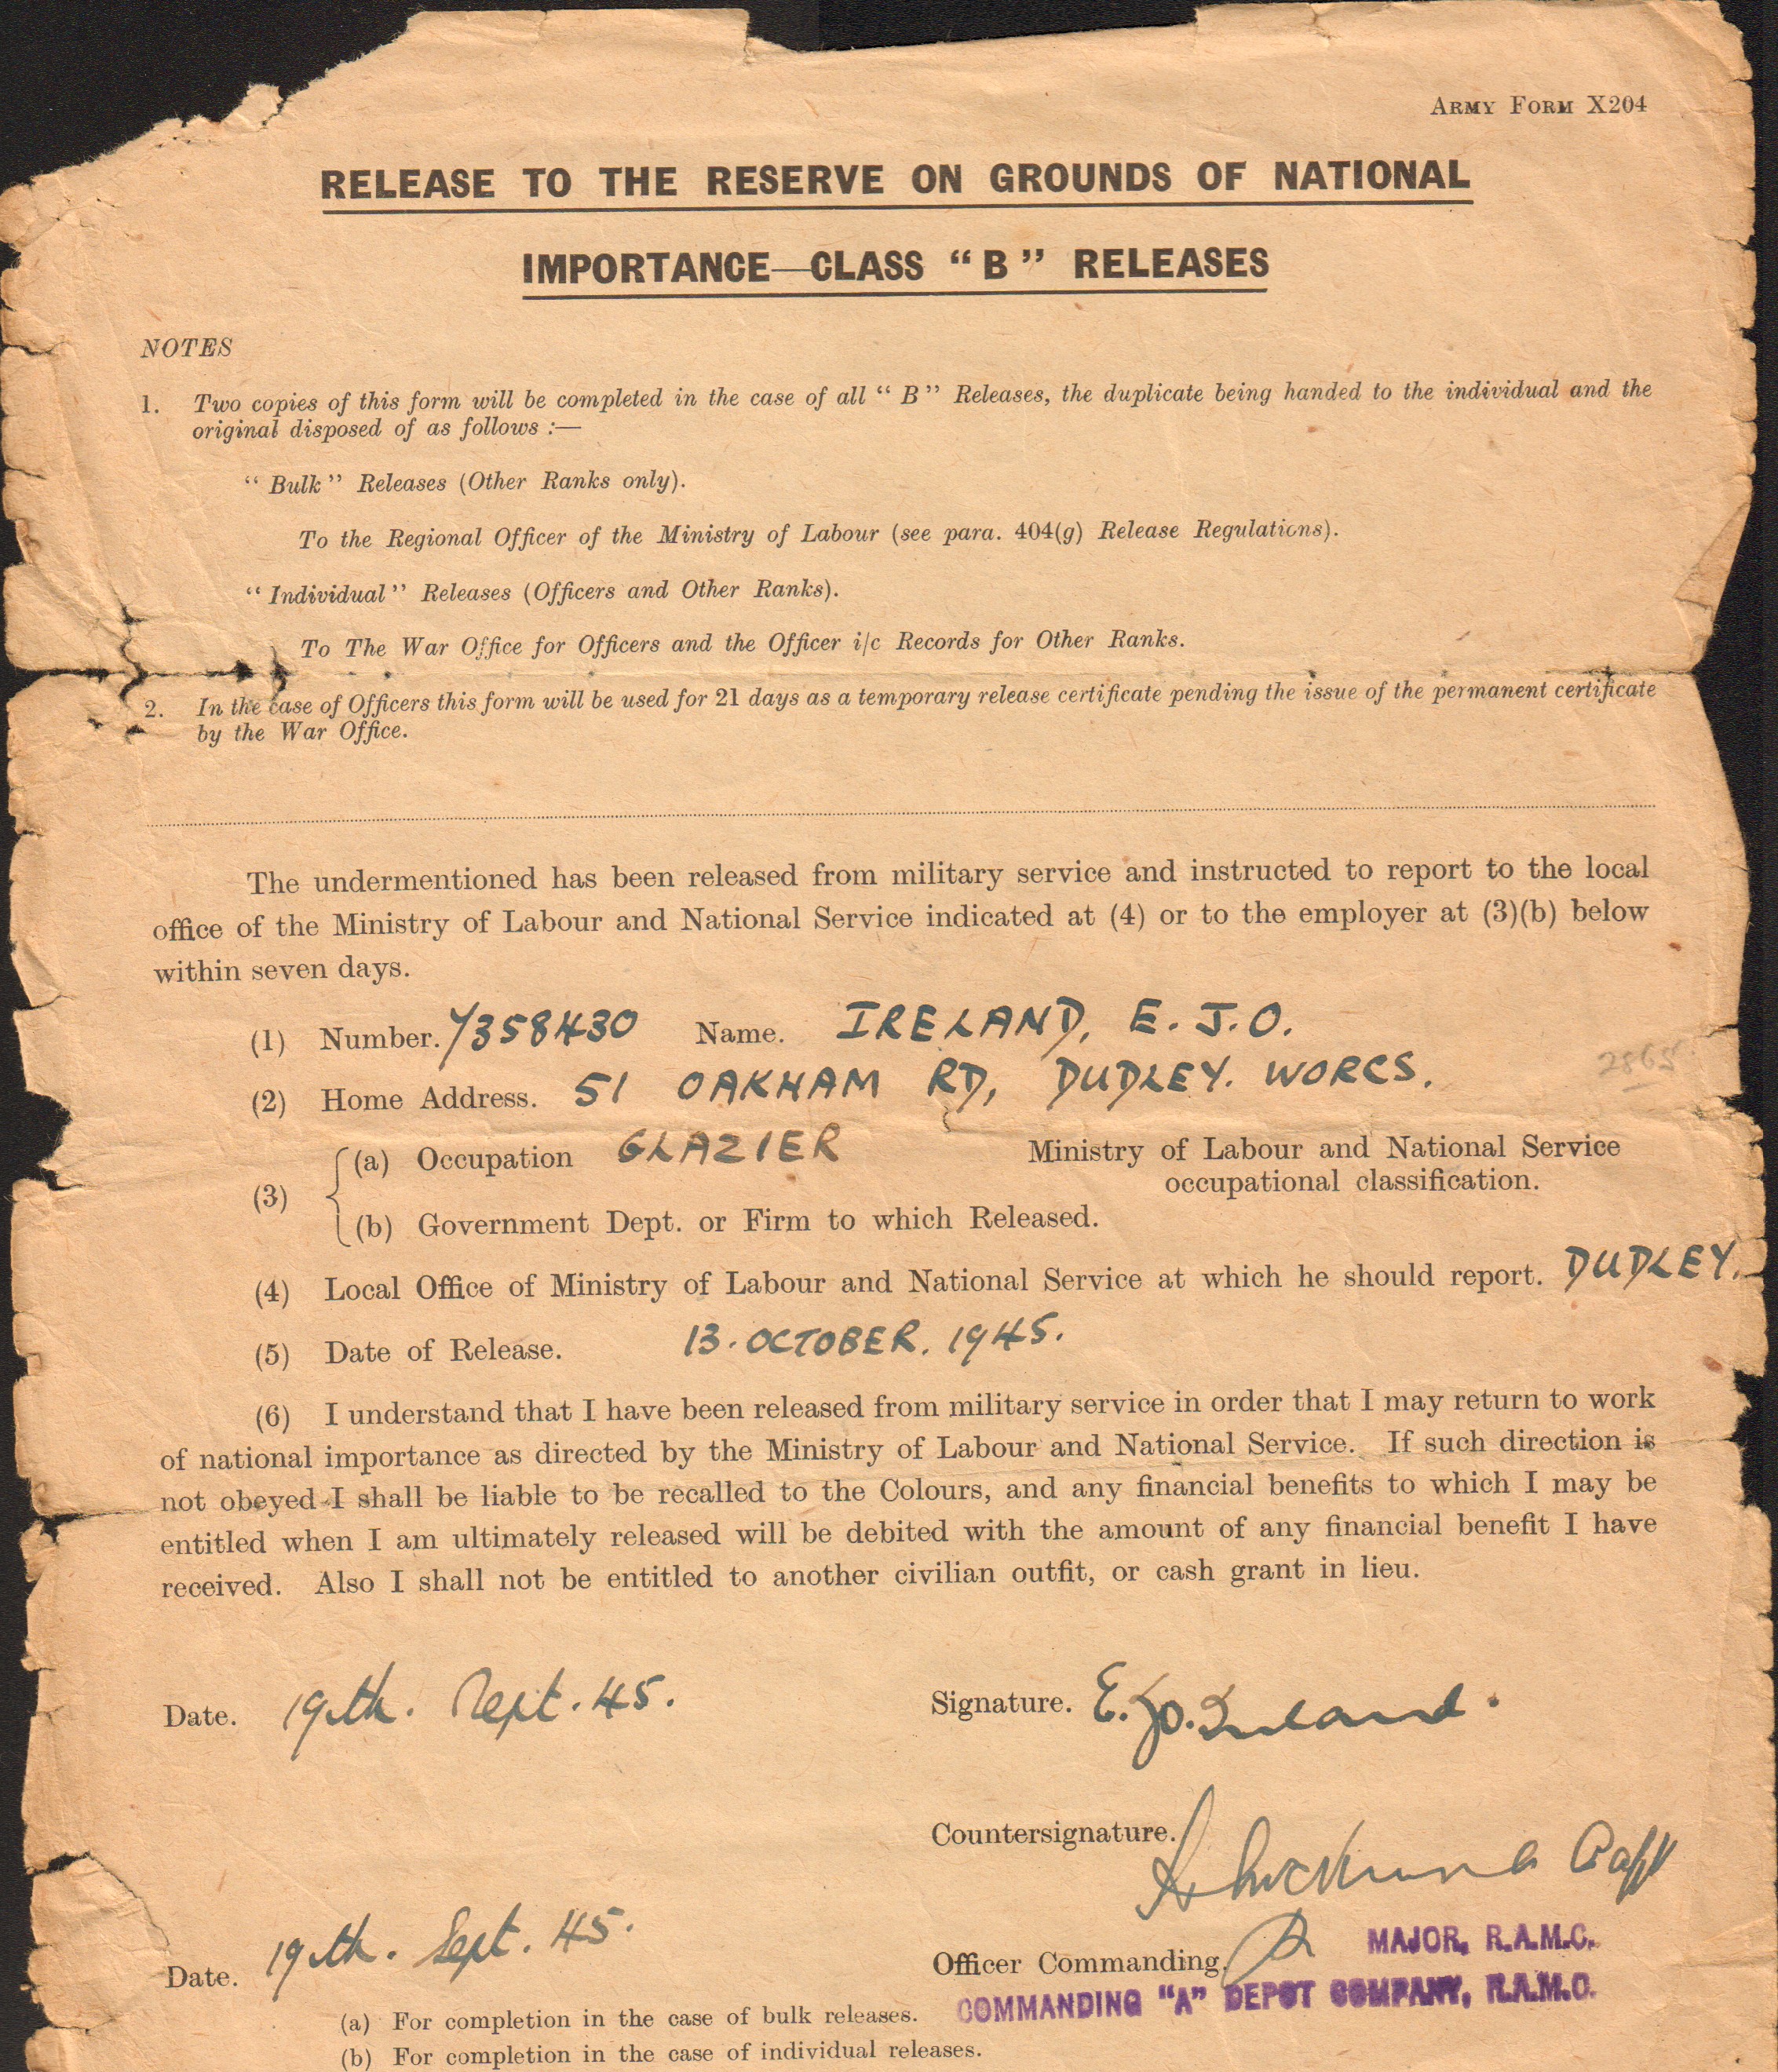 ARMY FORM X204
RELEASE TO THE RESERVE ON GROUNDS OF NATIONAL
IMPORTANCE—CLASS “B” RELEASES
NOTES
1. Two copies of this form will be completed in the case of all “B” Releases, the duplicate being handed to the individual and the
original disposed of as follows :—
“Bulk” Releases (Other Ranks only).
To the Regional Officer of the Ministry of Labour (see para. 404(g) Release Regulations).
“Individual” Releases (Officers and Other Ranks).
To The War Office for Officers and the Officer i/c Records for Other Ranks.
2. In the case of Officers this form will be used for 21 days as a temporary release certificate pending the issue of the permanent certificate
by the War Office.
The undermentioned has been released from military service and instructed to report to the local
office of the Ministry of Labour and National Service indicated at (4) or to the employer at (3)(b) below
within seven days.
(1) Number. 7358430 Name. IRELAND, E. J.O.
(2) Home Address. 51 OAKHAM RD, DUDLEY. WORCS.
2865
(3) (a) Occupation GLAZIER Ministry of Labour and National Service
occupational classification.
(b) Government Dept. or Firm to which Released.
(4) Local Office of Ministry of Labour and National Service at which he should report. DUDLEY.
(5) Date of Release. 13. OCTOBER. 1945.
(6) I understand that I have been released from military service in order that I may return to work
of national importance as directed by the Ministry of Labour and National Service. If such direction is
not obeyed I shall be liable to be recalled to the Colours, and any financial benefits to which I may be
entitled when I am ultimately released will be debited with the amount of any financial benefit I have
received. Also I shall not be entitled to another civilian outfit, or cash grant in lieu.
Date. 19th. Sept. 45. Signature. E. J.O. Ireland.
Countersignature. Capt
Date. 19th. Sept. 45. Officer Commanding. MAJOR, R.A.M.C.
COMMANDING “A” DEPOT COMPANY, R.A.M.C.
(a) For completion in the case of bulk releases.
(b) For completion in the case of individual releases.